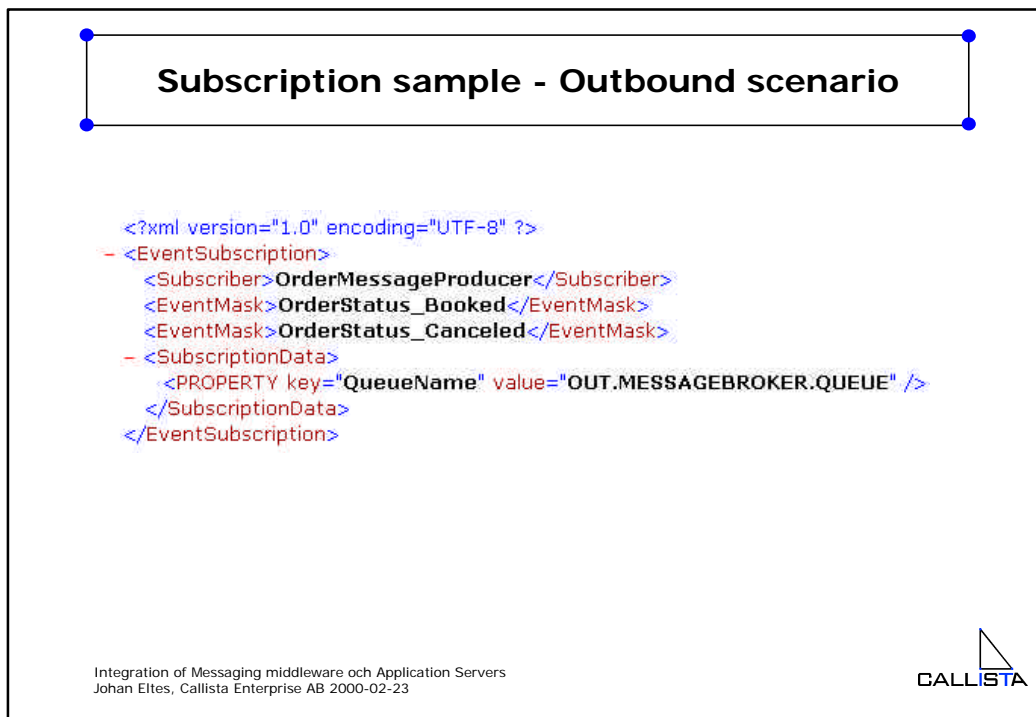 Subscription sample - Outbound scenario
<?xml version="1.0" encoding="UTF-8" ?>
- <EventSubscription>
<Subscriber>OrderMessageProducer</Subscriber>
<EventMask>OrderStatus_Booked</EventMask>
<EventMask>OrderStatus_Canceled</EventMask>
- <SubscriptionData>
<PROPERTY key="QueueName" value="OUT.MESSAGEBROKER.QUEUE" />
</SubscriptionData>
</EventSubscription>
Integration of Messaging middleware och Application Servers
Johan Eltes, Callista Enterprise AB 2000-02-23
CALLISTA